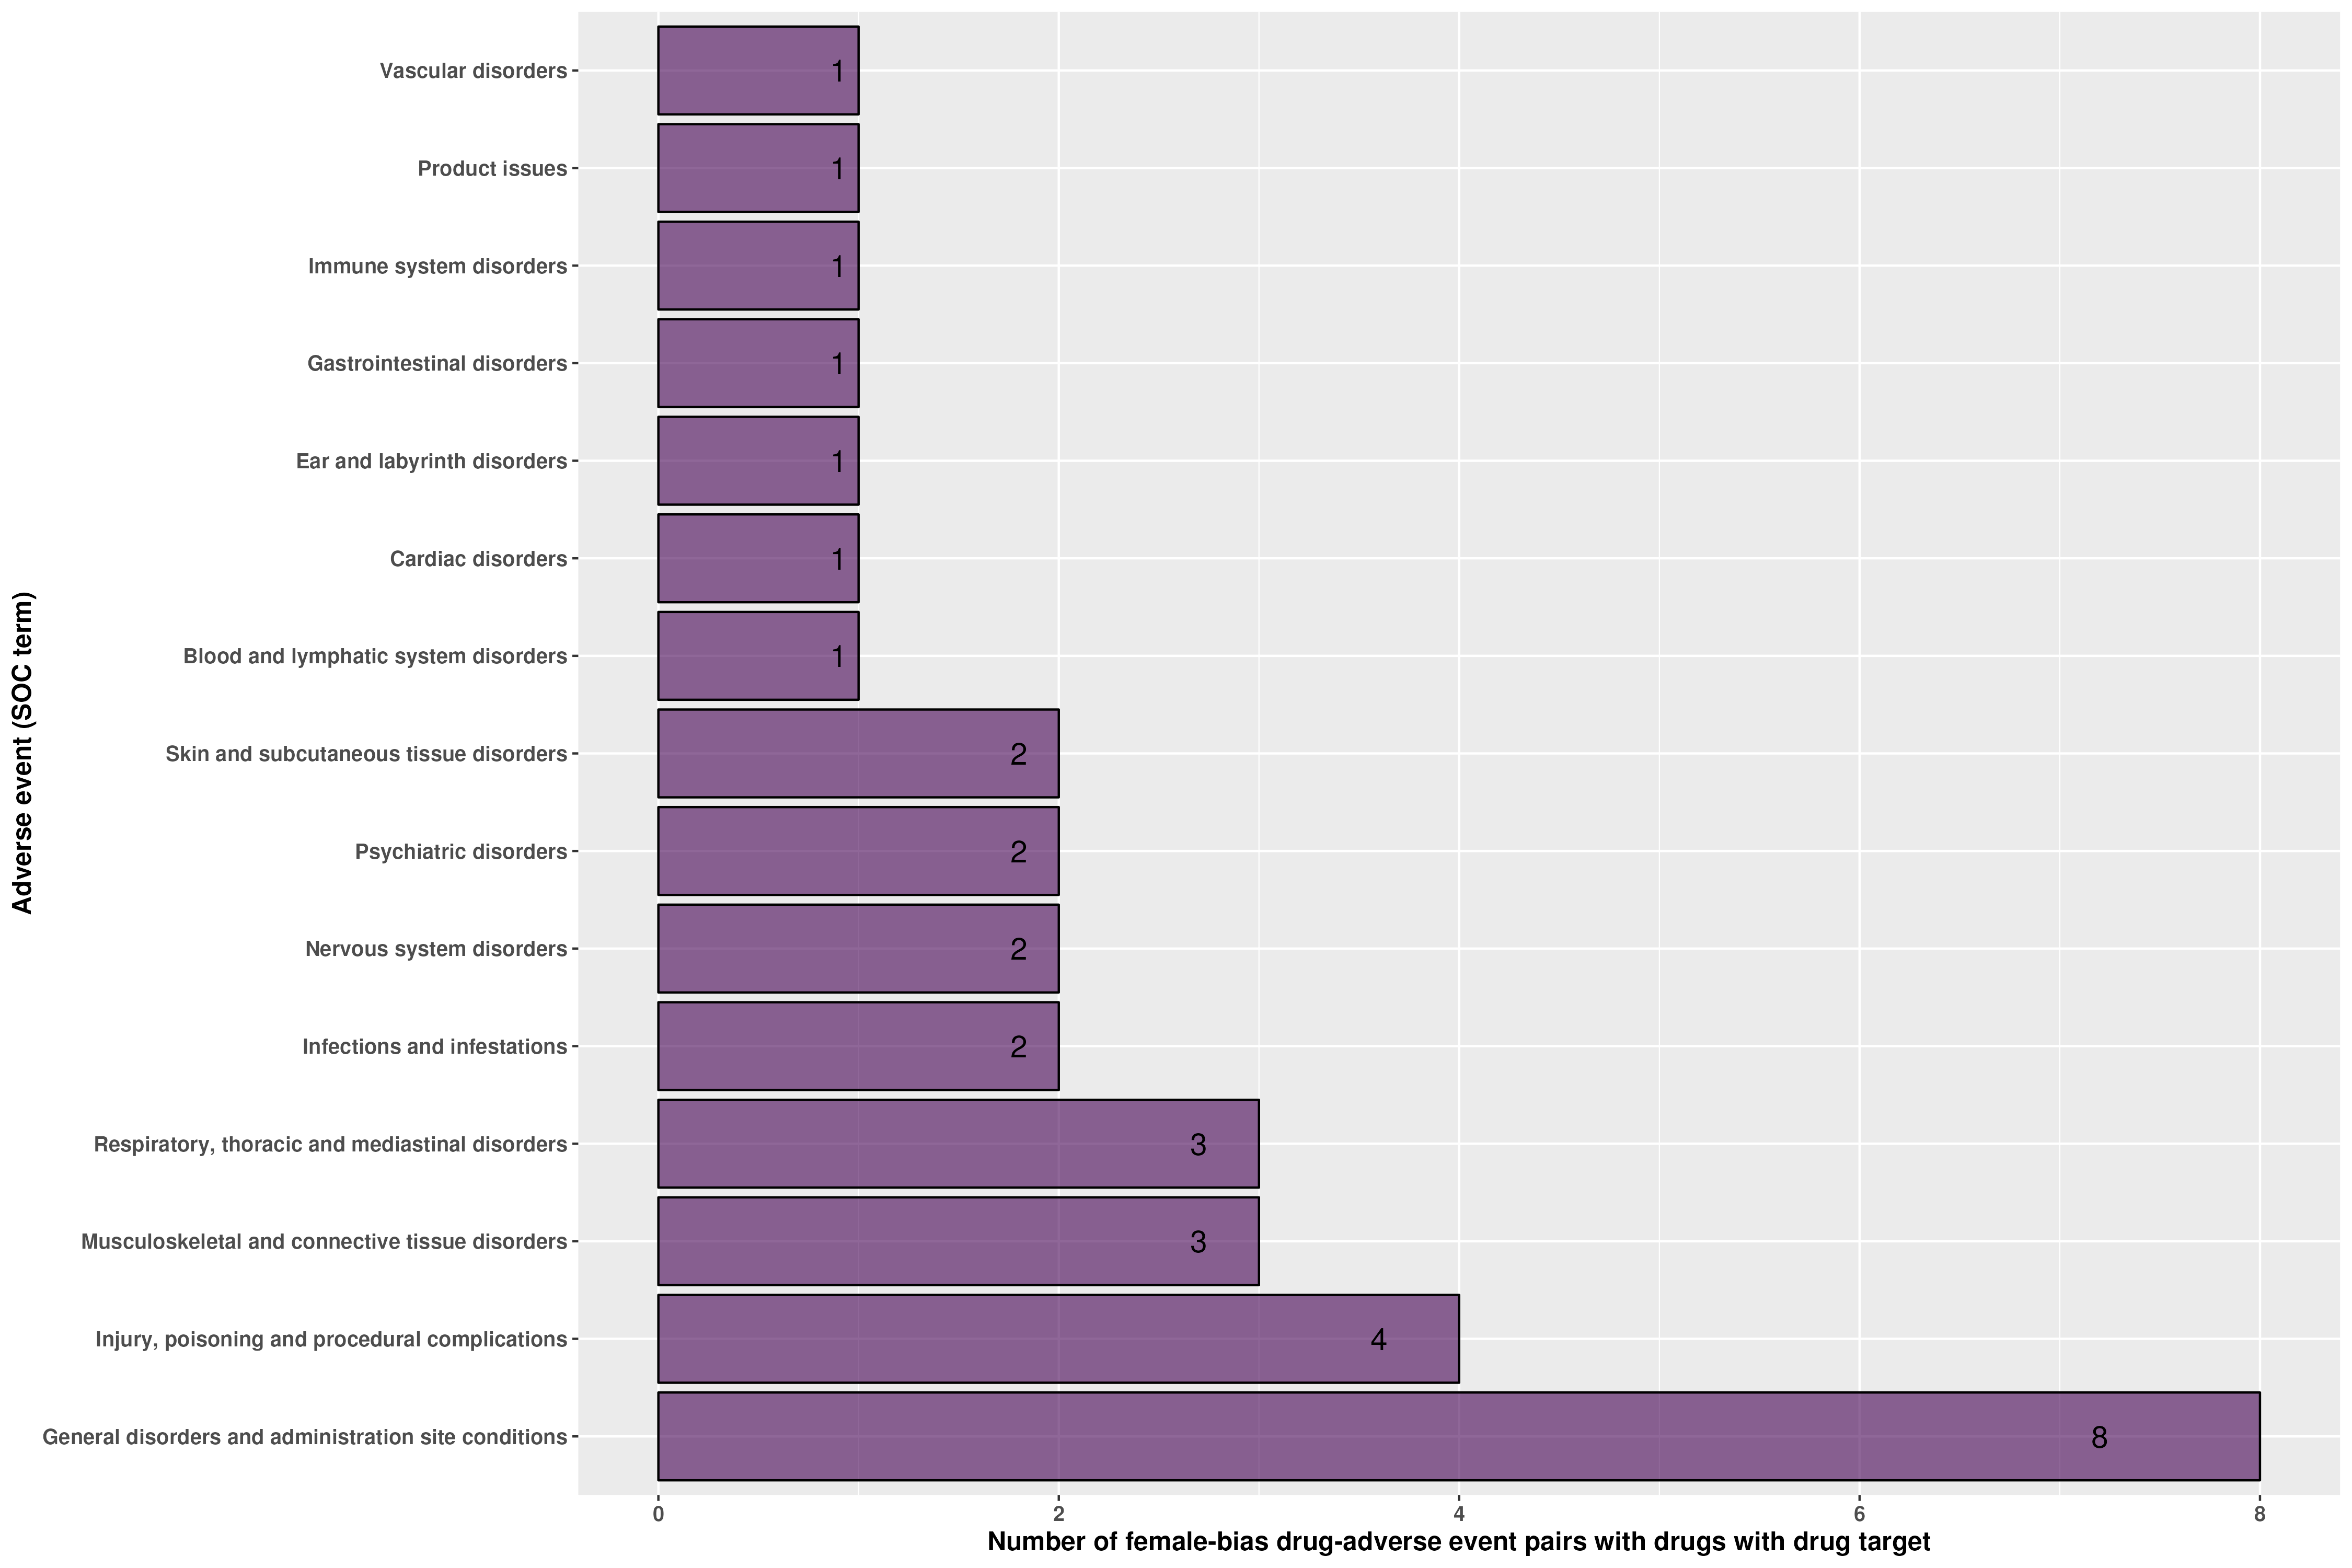 Adverse event (SOC term)
Vascular disorders 1
Product issues 1
Immune system disorders 1
Gastrointestinal disorders 1
Ear and labyrinth disorders 1
Cardiac disorders 1
Blood and lymphatic system disorders 1
Skin and subcutaneous tissue disorders 2
Psychiatric disorders 2
Nervous system disorders 2
Infections and infestations 2
Respiratory, thoracic and mediastinal disorders 3
Musculoskeletal and connective tissue disorders 3
Injury, poisoning and procedural complications 4
General disorders and administration site conditions 8
0 2 4 6 8
Number of female-bias drug-adverse event pairs with drugs with drug target